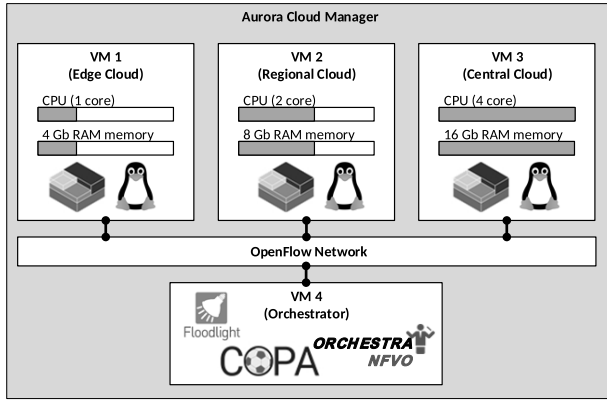 Aurora Cloud Manager
VM 1
(Edge Cloud)
CPU (1 core)
4 Gb RAM memory
VM 2
(Regional Cloud)
CPU (2 core)
8 Gb RAM memory
VM 3
(Central Cloud)
CPU (4 core)
16 Gb RAM memory
OpenFlow Network
VM 4
(Orchestrator)
Floodlight
COPA
ORCHESTRA
NFVO